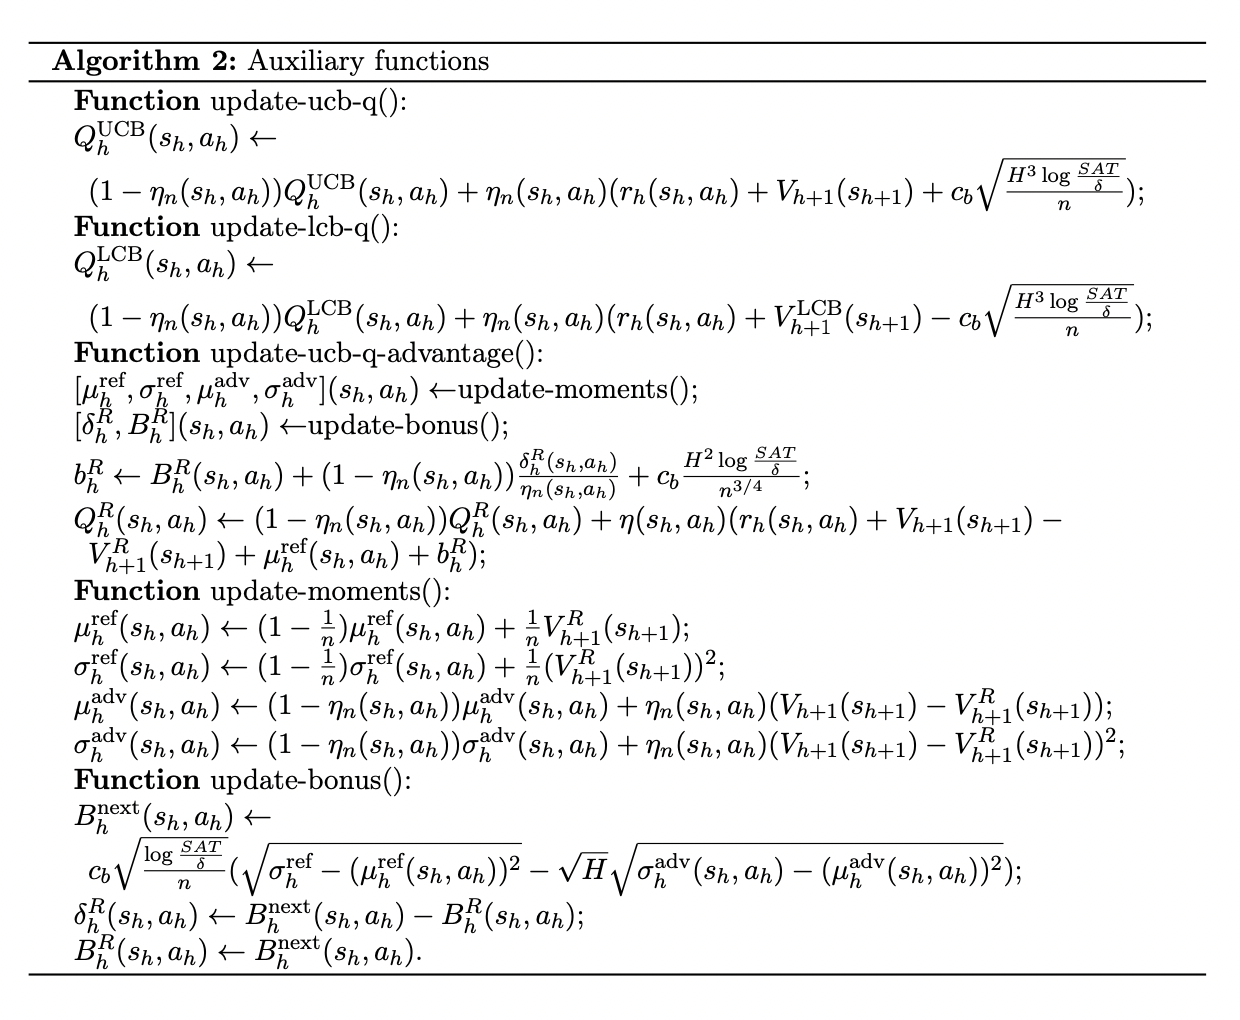 Algorithm 2: Auxiliary functions
Function update-ucb-q():
$Q_h^{\mathrm{UCB}}(s_h, a_h) \leftarrow$
$(1 - \eta_n(s_h, a_h))Q_h^{\mathrm{UCB}}(s_h, a_h) + \eta_n(s_h, a_h)(r_h(s_h, a_h) + V_{h+1}(s_{h+1}) + c_b\sqrt{\frac{H^3 \log \frac{SAT}{\delta}}{n}});$
Function update-lcb-q():
$Q_h^{\mathrm{LCB}}(s_h, a_h) \leftarrow$
$(1 - \eta_n(s_h, a_h))Q_h^{\mathrm{LCB}}(s_h, a_h) + \eta_n(s_h, a_h)(r_h(s_h, a_h) + V_{h+1}^{\mathrm{LCB}}(s_{h+1}) - c_b\sqrt{\frac{H^3 \log \frac{SAT}{\delta}}{n}});$
Function update-ucb-q-advantage():
$[\mu_h^{\mathrm{ref}}, \sigma_h^{\mathrm{ref}}, \mu_h^{\mathrm{adv}}, \sigma_h^{\mathrm{adv}}](s_h, a_h) \leftarrow$update-moments();
$[\delta_h^R, B_h^R](s_h, a_h) \leftarrow$update-bonus();
$b_h^R \leftarrow B_h^R(s_h, a_h) + (1 - \eta_n(s_h, a_h))\frac{\delta_h^R(s_h, a_h)}{\eta_n(s_h, a_h)} + c_b\frac{H^2 \log \frac{SAT}{\delta}}{n^{3/4}};$
$Q_h^R(s_h, a_h) \leftarrow (1 - \eta_n(s_h, a_h))Q_h^R(s_h, a_h) + \eta(s_h, a_h)(r_h(s_h, a_h) + V_{h+1}(s_{h+1}) -$
$V_{h+1}^R(s_{h+1}) + \mu_h^{\mathrm{ref}}(s_h, a_h) + b_h^R);$
Function update-moments():
$\mu_h^{\mathrm{ref}}(s_h, a_h) \leftarrow (1 - \frac{1}{n})\mu_h^{\mathrm{ref}}(s_h, a_h) + \frac{1}{n}V_{h+1}^R(s_{h+1});$
$\sigma_h^{\mathrm{ref}}(s_h, a_h) \leftarrow (1 - \frac{1}{n})\sigma_h^{\mathrm{ref}}(s_h, a_h) + \frac{1}{n}(V_{h+1}^R(s_{h+1}))^2;$
$\mu_h^{\mathrm{adv}}(s_h, a_h) \leftarrow (1 - \eta_n(s_h, a_h))\mu_h^{\mathrm{adv}}(s_h, a_h) + \eta_n(s_h, a_h)(V_{h+1}(s_{h+1}) - V_{h+1}^R(s_{h+1}));$
$\sigma_h^{\mathrm{adv}}(s_h, a_h) \leftarrow (1 - \eta_n(s_h, a_h))\sigma_h^{\mathrm{adv}}(s_h, a_h) + \eta_n(s_h, a_h)(V_{h+1}(s_{h+1}) - V_{h+1}^R(s_{h+1}))^2;$
Function update-bonus():
$B_h^{\mathrm{next}}(s_h, a_h) \leftarrow$
$c_b\sqrt{\frac{\log \frac{SAT}{\delta}}{n}}(\sqrt{\sigma_h^{\mathrm{ref}} - (\mu_h^{\mathrm{ref}}(s_h, a_h))^2} - \sqrt{H}\sqrt{\sigma_h^{\mathrm{adv}}(s_h, a_h) - (\mu_h^{\mathrm{adv}}(s_h, a_h))^2});$
$\delta_h^R(s_h, a_h) \leftarrow B_h^{\mathrm{next}}(s_h, a_h) - B_h^R(s_h, a_h);$
$B_h^R(s_h, a_h) \leftarrow B_h^{\mathrm{next}}(s_h, a_h).$